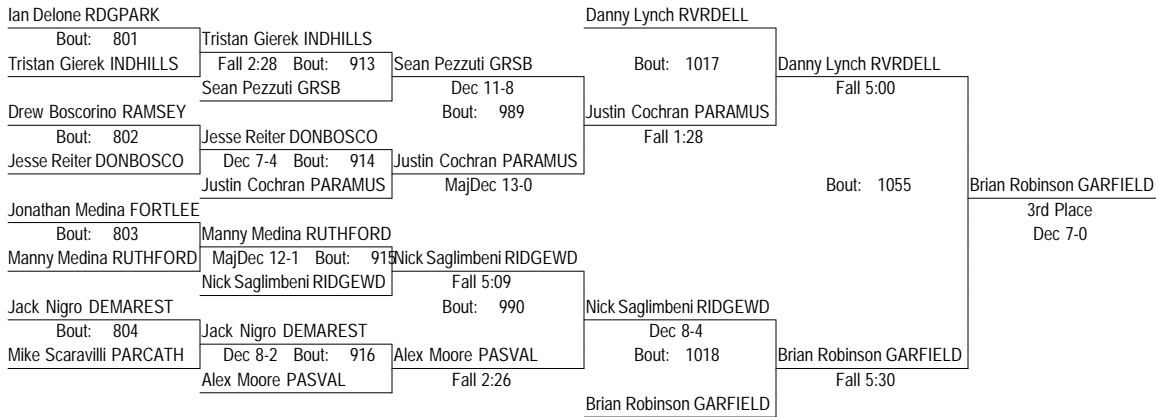 Ian Delone RDGPARK
Danny Lynch RVRDELL
Bout: 801
Tristan Gierek INDHILLS
Tristan Gierek INDHILLS
Fall 2:28 Bout: 913
Sean Pezzuti GRSB
Bout: 1017
Danny Lynch RVRDELL
Sean Pezzuti GRSB
Dec 11-8
Fall 5:00
Drew Boscorino RAMSEY
Bout: 989
Justin Cochran PARAMUS
Bout: 802
Jesse Reiter DONBOSCO
Fall 1:28
Jesse Reiter DONBOSCO
Dec 7-4 Bout: 914
Justin Cochran PARAMUS
Justin Cochran PARAMUS
MajDec 13-0
Bout: 1055
Brian Robinson GARFIELD
Jonathan Medina FORTLEE
3rd Place
Bout: 803
Manny Medina RUTHFORD
Dec 7-0
Manny Medina RUTHFORD
MajDec 12-1 Bout: 915
Nick Saglimbeni RIDGEWD
Nick Saglimbeni RIDGEWD
Fall 5:09
Jack Nigro DEMAREST
Bout: 990
Nick Saglimbeni RIDGEWD
Bout: 804
Jack Nigro DEMAREST
Dec 8-4
Mike Scaravilli PARCATH
Dec 8-2 Bout: 916
Alex Moore PASVAL
Bout: 1018
Brian Robinson GARFIELD
Alex Moore PASVAL
Fall 2:26
Fall 5:30
Brian Robinson GARFIELD